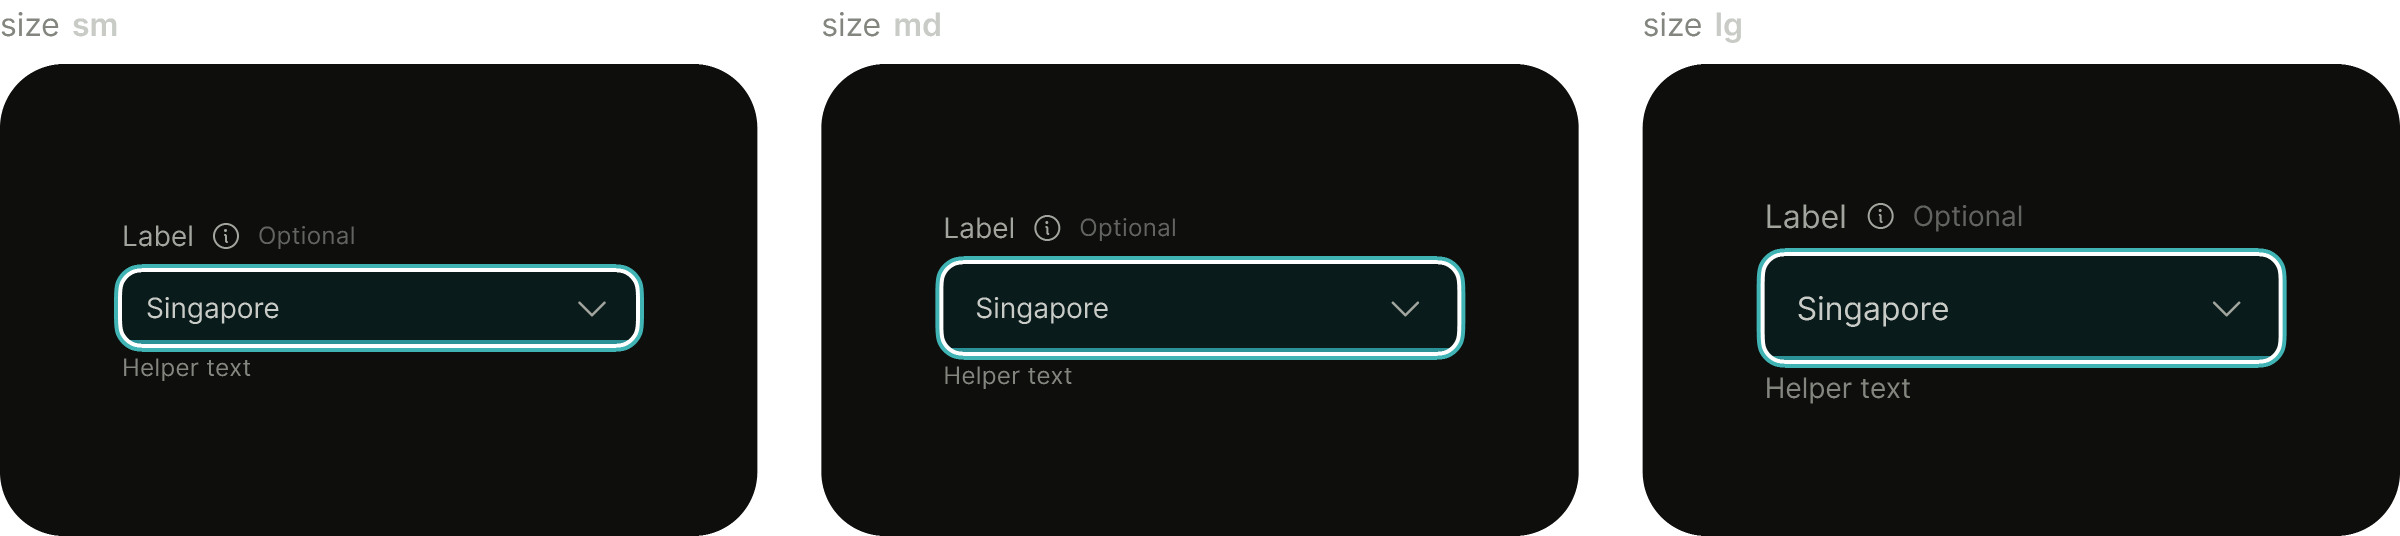 size sm
size md
size lg
Label Optional
Singapore
Helper text
Label Optional
Singapore
Helper text
Label Optional
Singapore
Helper text